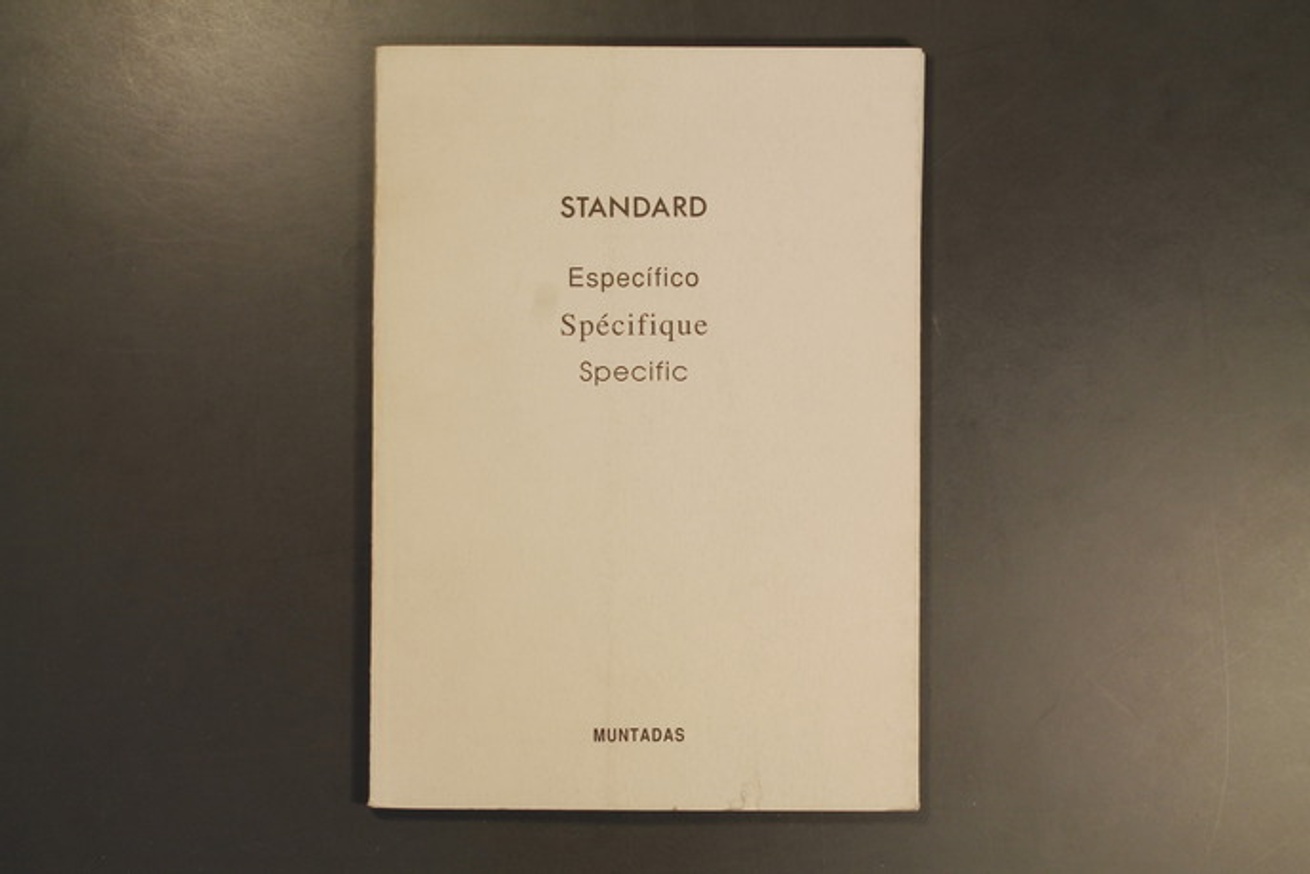 STANDARD
Específico
Spécifique
Specific
MUNTADAS